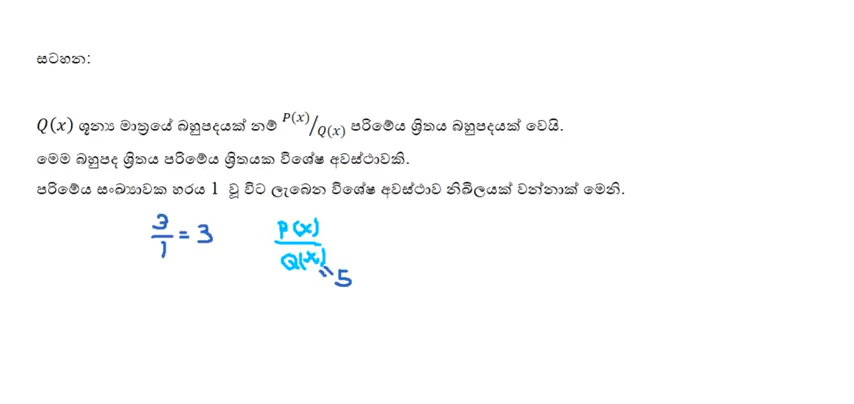 සටහන:
Q(x) ශූන්‍ය මාත්‍රයේ බහුපදයක් නම් P(x)/Q(x) පරිමේය ශ්‍රිතය බහුපදයක් වෙයි.
මෙම බහුපද ශ්‍රිතය පරිමේය ශ්‍රිතයක විශේෂ අවස්ථාවකි.
පරිමේය සංඛ්‍යාවක හරය 1 වූ විට ලැබෙන විශේෂ අවස්ථාව නිඛිලයක් වන්නාක් මෙනි.
3/1 = 3 P(x)/Q(x) = 5